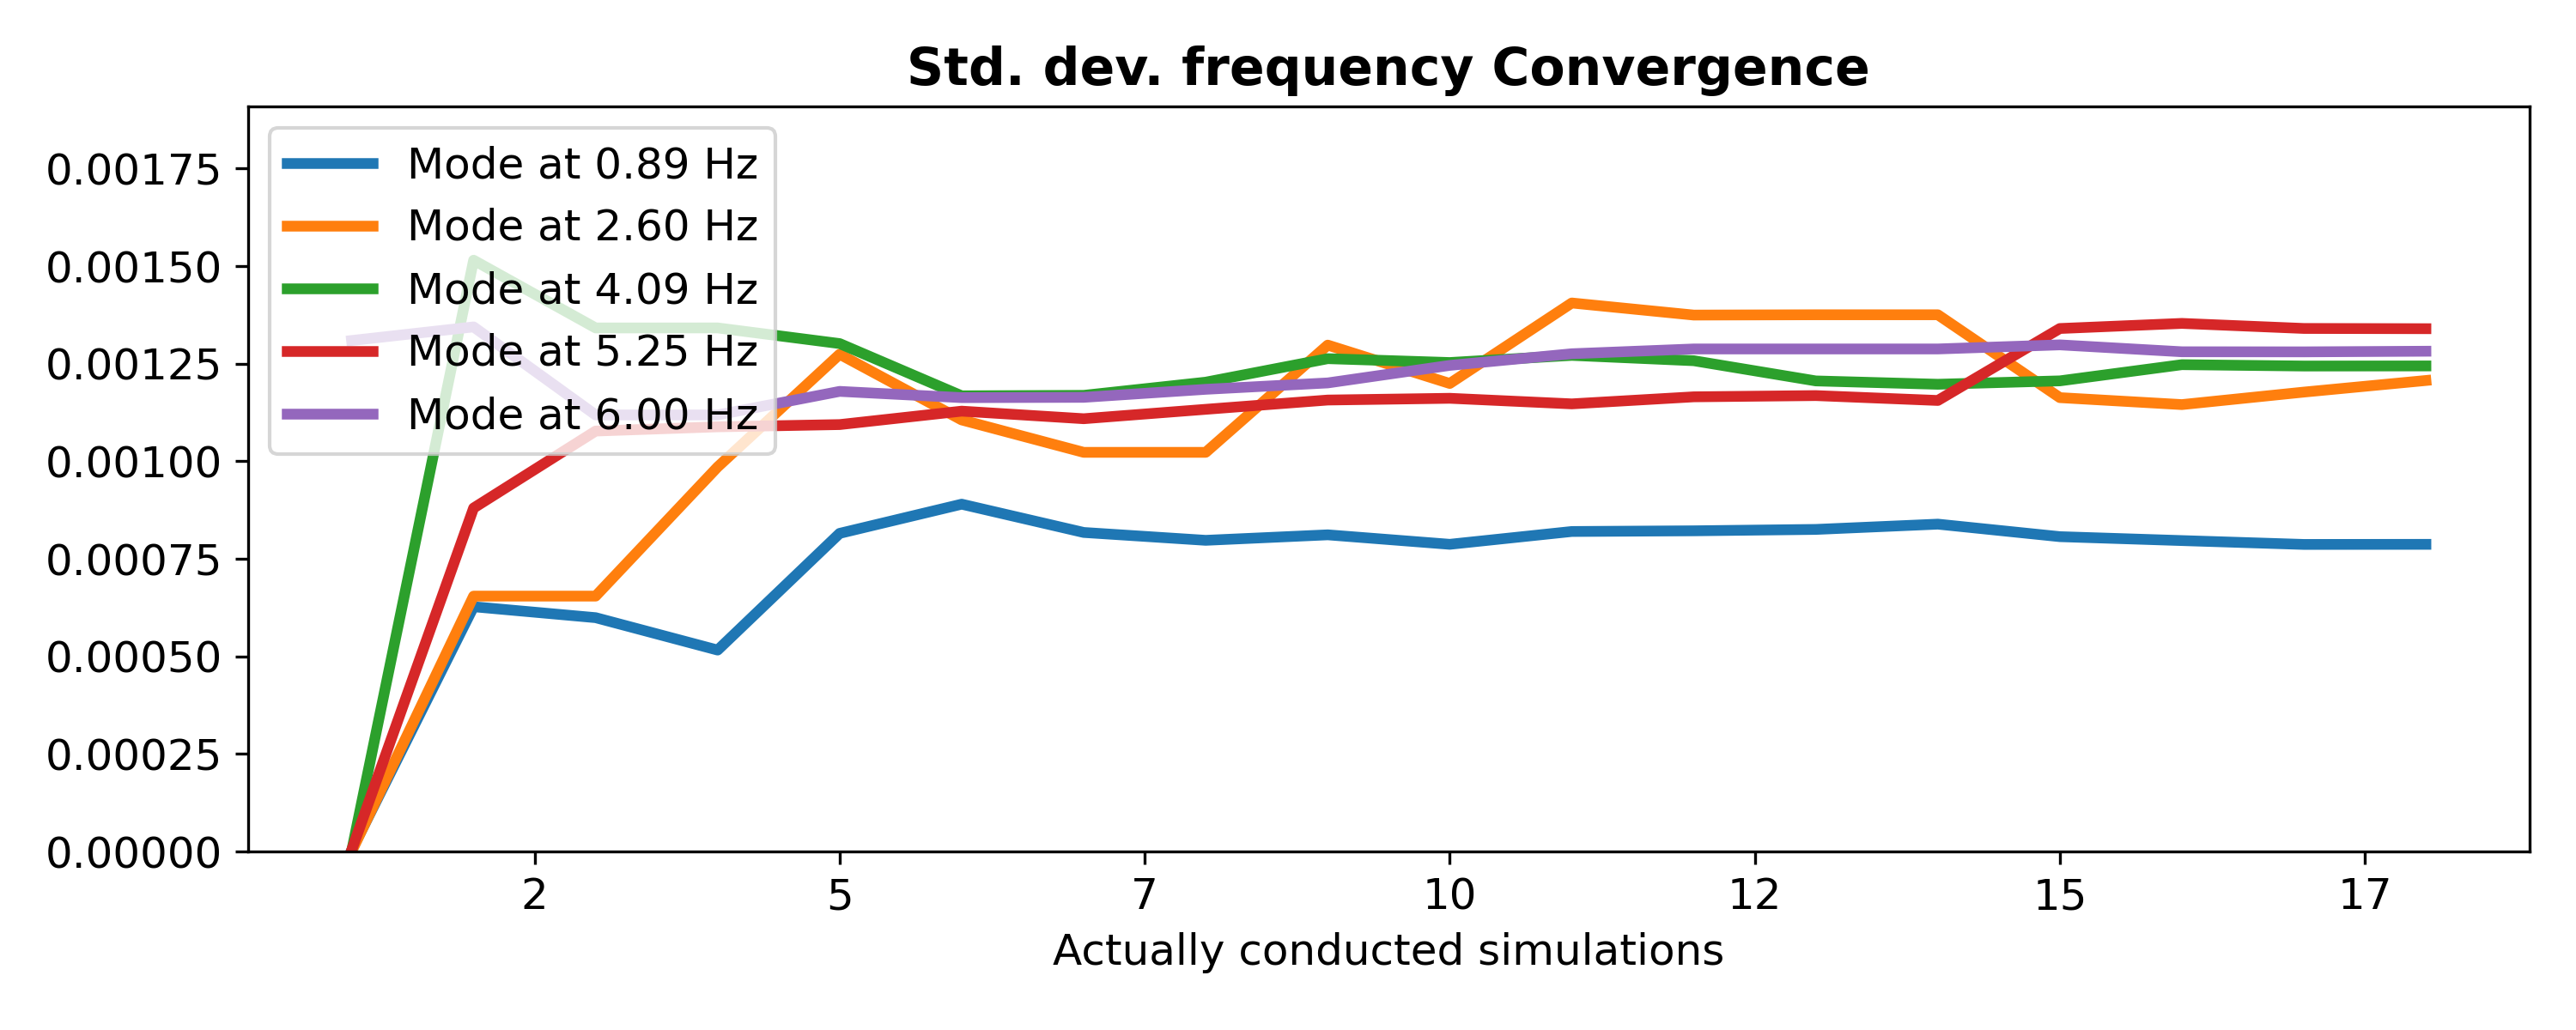 Std. dev. frequency Convergence
Mode at 0.89 Hz
Mode at 2.60 Hz
Mode at 4.09 Hz
Mode at 5.25 Hz
Mode at 6.00 Hz
0.00175
0.00150
0.00125
0.00100
0.00075
0.00050
0.00025
0.00000
2 5 7 10 12 15 17
Actually conducted simulations